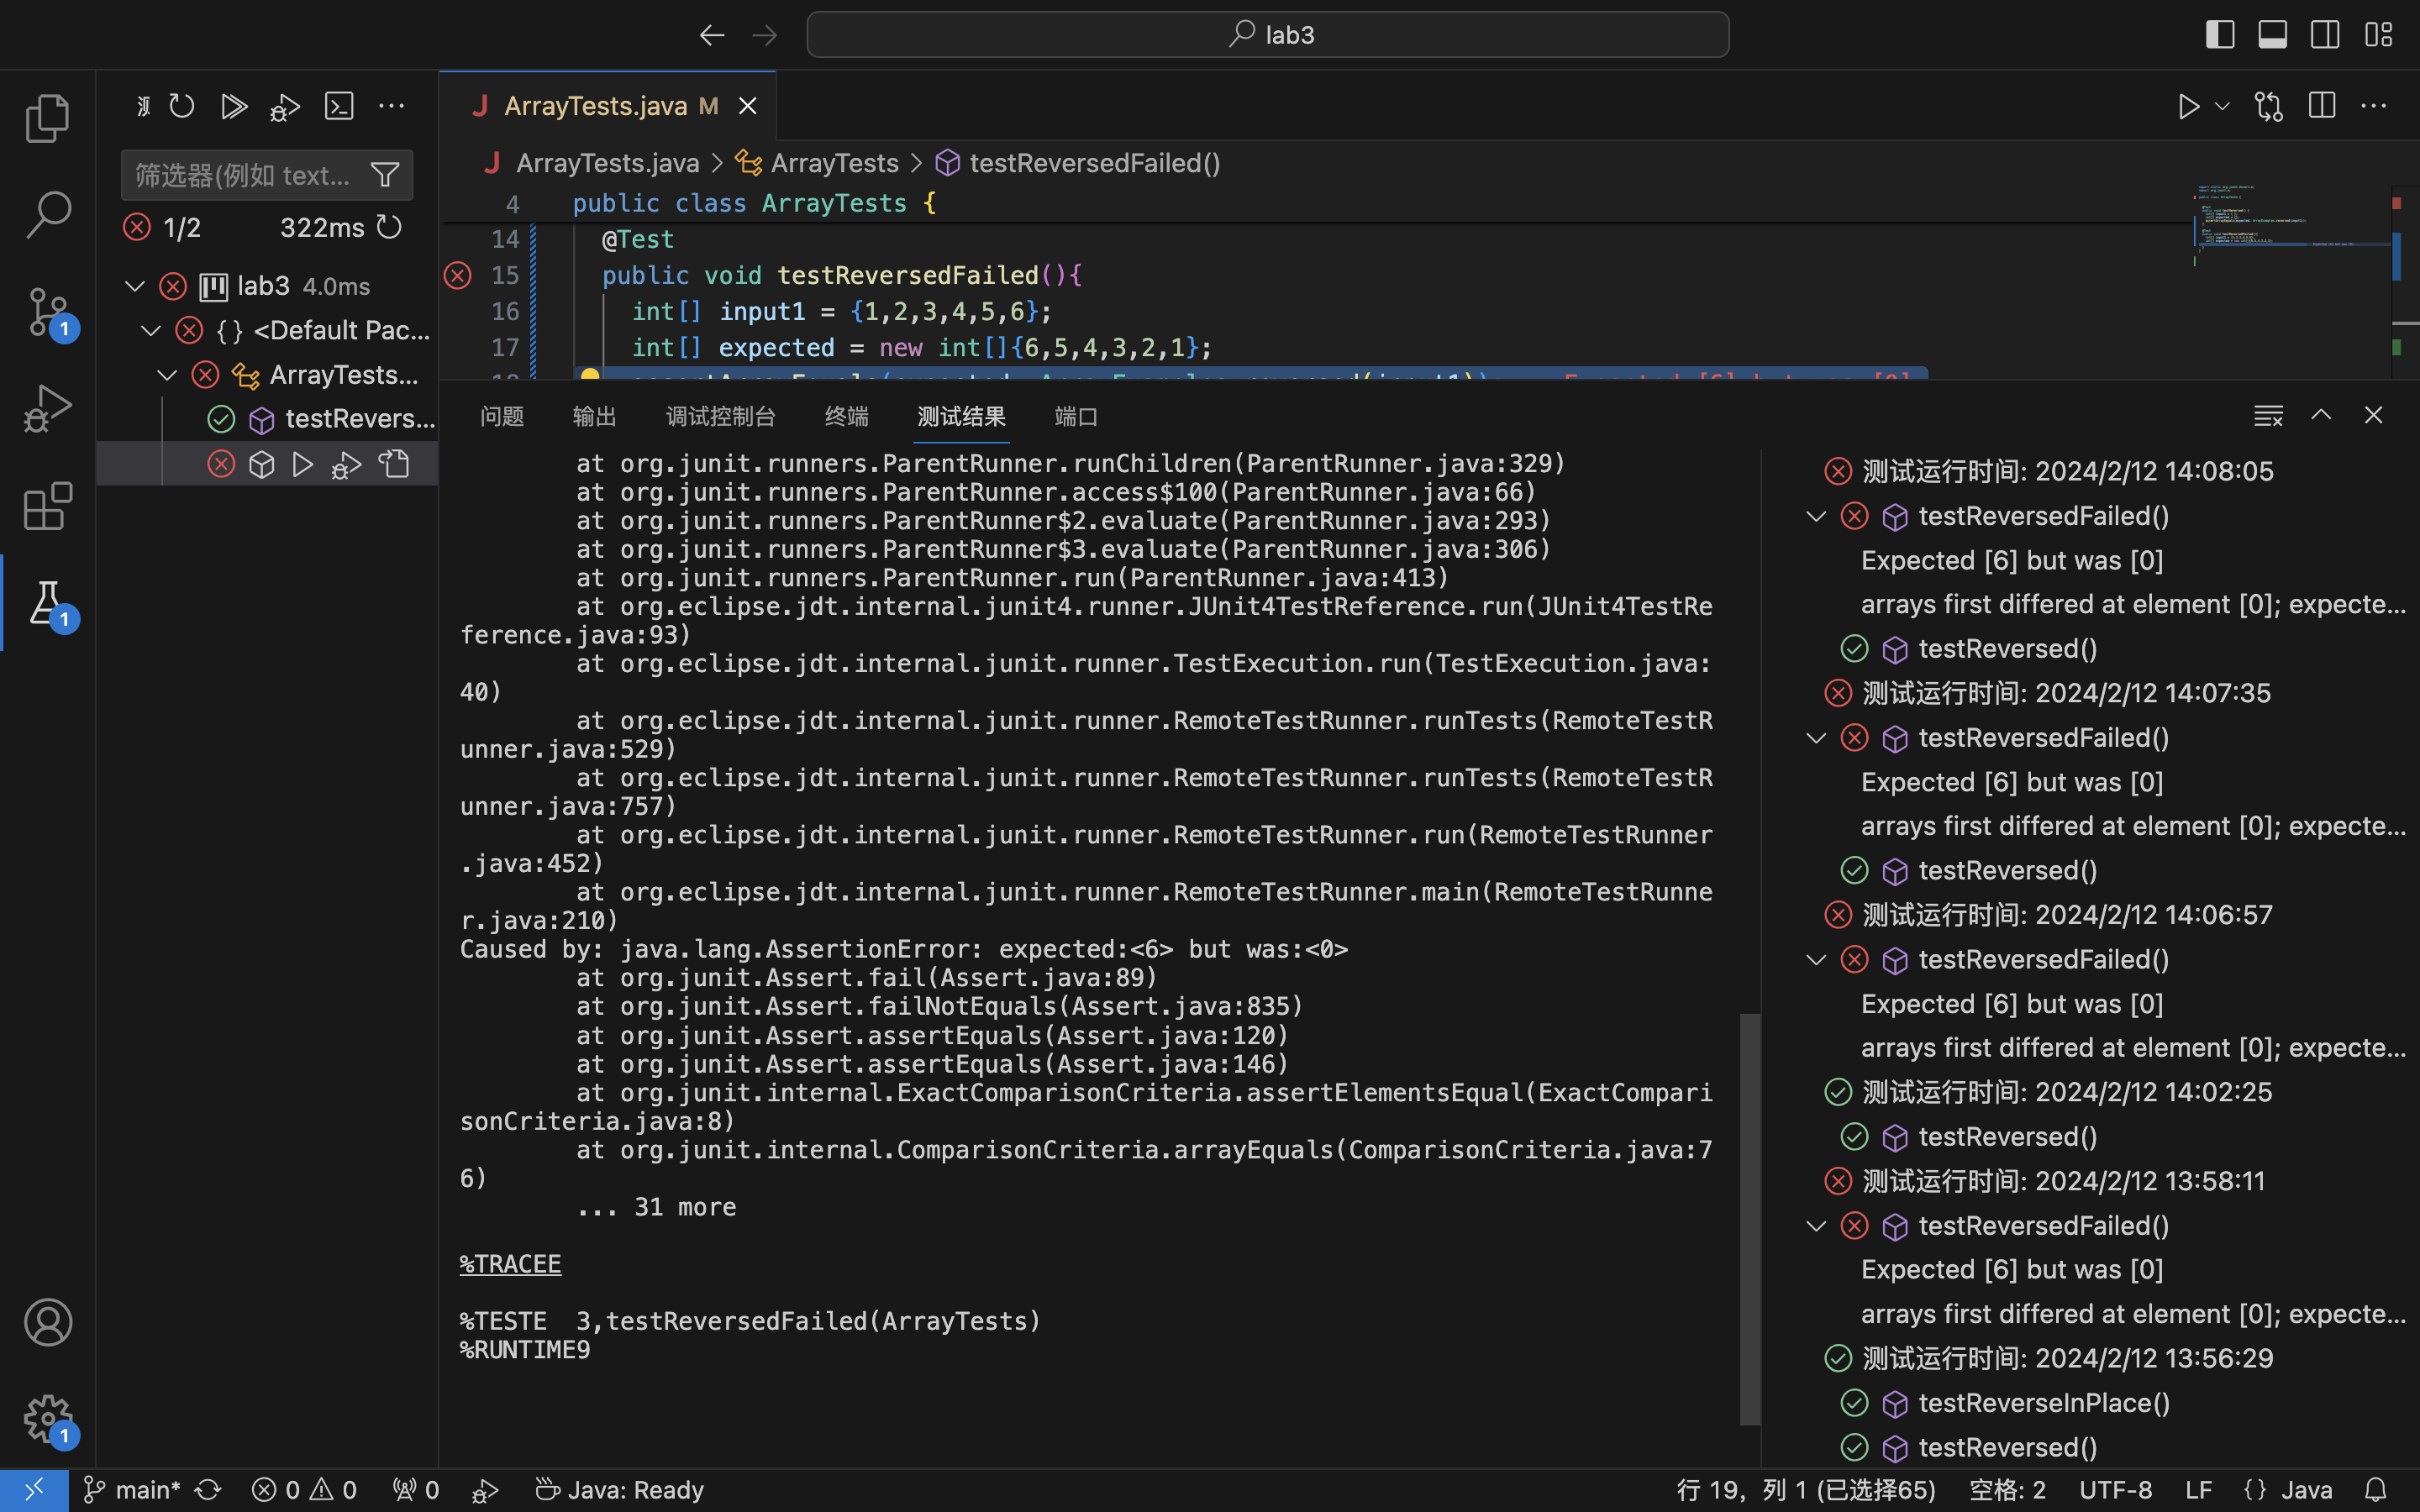 lab3
ArrayTests.java M
筛选器(例如 text...
1/2 322ms
lab3 4.0ms
<Default Pac...
ArrayTests...
testRevers...
ArrayTests.java > ArrayTests > testReversedFailed()
4 public class ArrayTests {
14 @Test
15 public void testReversedFailed(){
16 int[] input1 = {1,2,3,4,5,6};
17 int[] expected = new int[]{6,5,4,3,2,1};
问题 输出 调试控制台 终端 测试结果 端口
at org.junit.runners.ParentRunner.runChildren(ParentRunner.java:329)
at org.junit.runners.ParentRunner.access$100(ParentRunner.java:66)
at org.junit.runners.ParentRunner$2.evaluate(ParentRunner.java:293)
at org.junit.runners.ParentRunner$3.evaluate(ParentRunner.java:306)
at org.junit.runners.ParentRunner.run(ParentRunner.java:413)
at org.eclipse.jdt.internal.junit4.runner.JUnit4TestReference.run(JUnit4TestRe
ference.java:93)
at org.eclipse.jdt.internal.junit.runner.TestExecution.run(TestExecution.java:
40)
at org.eclipse.jdt.internal.junit.runner.RemoteTestRunner.runTests(RemoteTestR
unner.java:529)
at org.eclipse.jdt.internal.junit.runner.RemoteTestRunner.runTests(RemoteTestR
unner.java:757)
at org.eclipse.jdt.internal.junit.runner.RemoteTestRunner.run(RemoteTestRunner
.java:452)
at org.eclipse.jdt.internal.junit.runner.RemoteTestRunner.main(RemoteTestRunne
r.java:210)
Caused by: java.lang.AssertionError: expected:<6> but was:<0>
at org.junit.Assert.fail(Assert.java:89)
at org.junit.Assert.failNotEquals(Assert.java:835)
at org.junit.Assert.assertEquals(Assert.java:120)
at org.junit.Assert.assertEquals(Assert.java:146)
at org.junit.internal.ExactComparisonCriteria.assertElementsEqual(ExactCompari
sonCriteria.java:8)
at org.junit.internal.ComparisonCriteria.arrayEquals(ComparisonCriteria.java:7
6)
... 31 more
%TRACEE
%TESTE 3,testReversedFailed(ArrayTests)
%RUNTIME9
测试运行时间: 2024/2/12 14:08:05
testReversedFailed()
Expected [6] but was [0]
arrays first differed at element [0]; expecte...
testReversed()
测试运行时间: 2024/2/12 14:07:35
testReversedFailed()
Expected [6] but was [0]
arrays first differed at element [0]; expecte...
testReversed()
测试运行时间: 2024/2/12 14:06:57
testReversedFailed()
Expected [6] but was [0]
arrays first differed at element [0]; expecte...
测试运行时间: 2024/2/12 14:02:25
testReversed()
测试运行时间: 2024/2/12 13:58:11
testReversedFailed()
Expected [6] but was [0]
arrays first differed at element [0]; expecte...
测试运行时间: 2024/2/12 13:56:29
testReverseInPlace()
testReversed()
1
1
1
main* 0 0 0 Java: Ready 行 19, 列 1 (已选择65) 空格: 2 UTF-8 LF {} Java